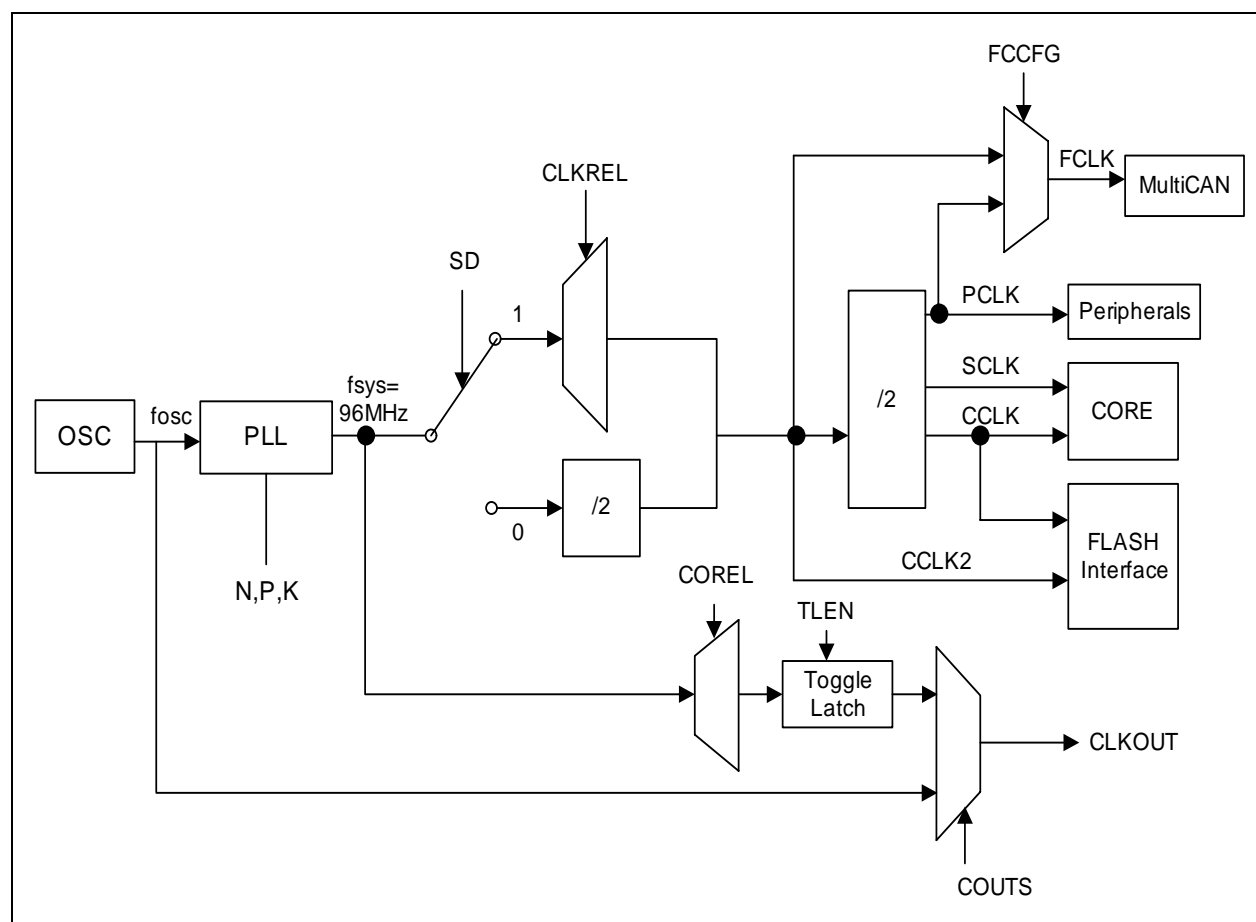 FCCFG
FCLK
MultiCAN
CLKREL
SD
1
PCLK
Peripherals
SCLK
CCLK
CORE
/2
fsys=
96MHz
fosc
OSC
PLL
/2
0
N,P,K
CCLK2
FLASH
Interface
COREL
TLEN
Toggle
Latch
CLKOUT
COUTS